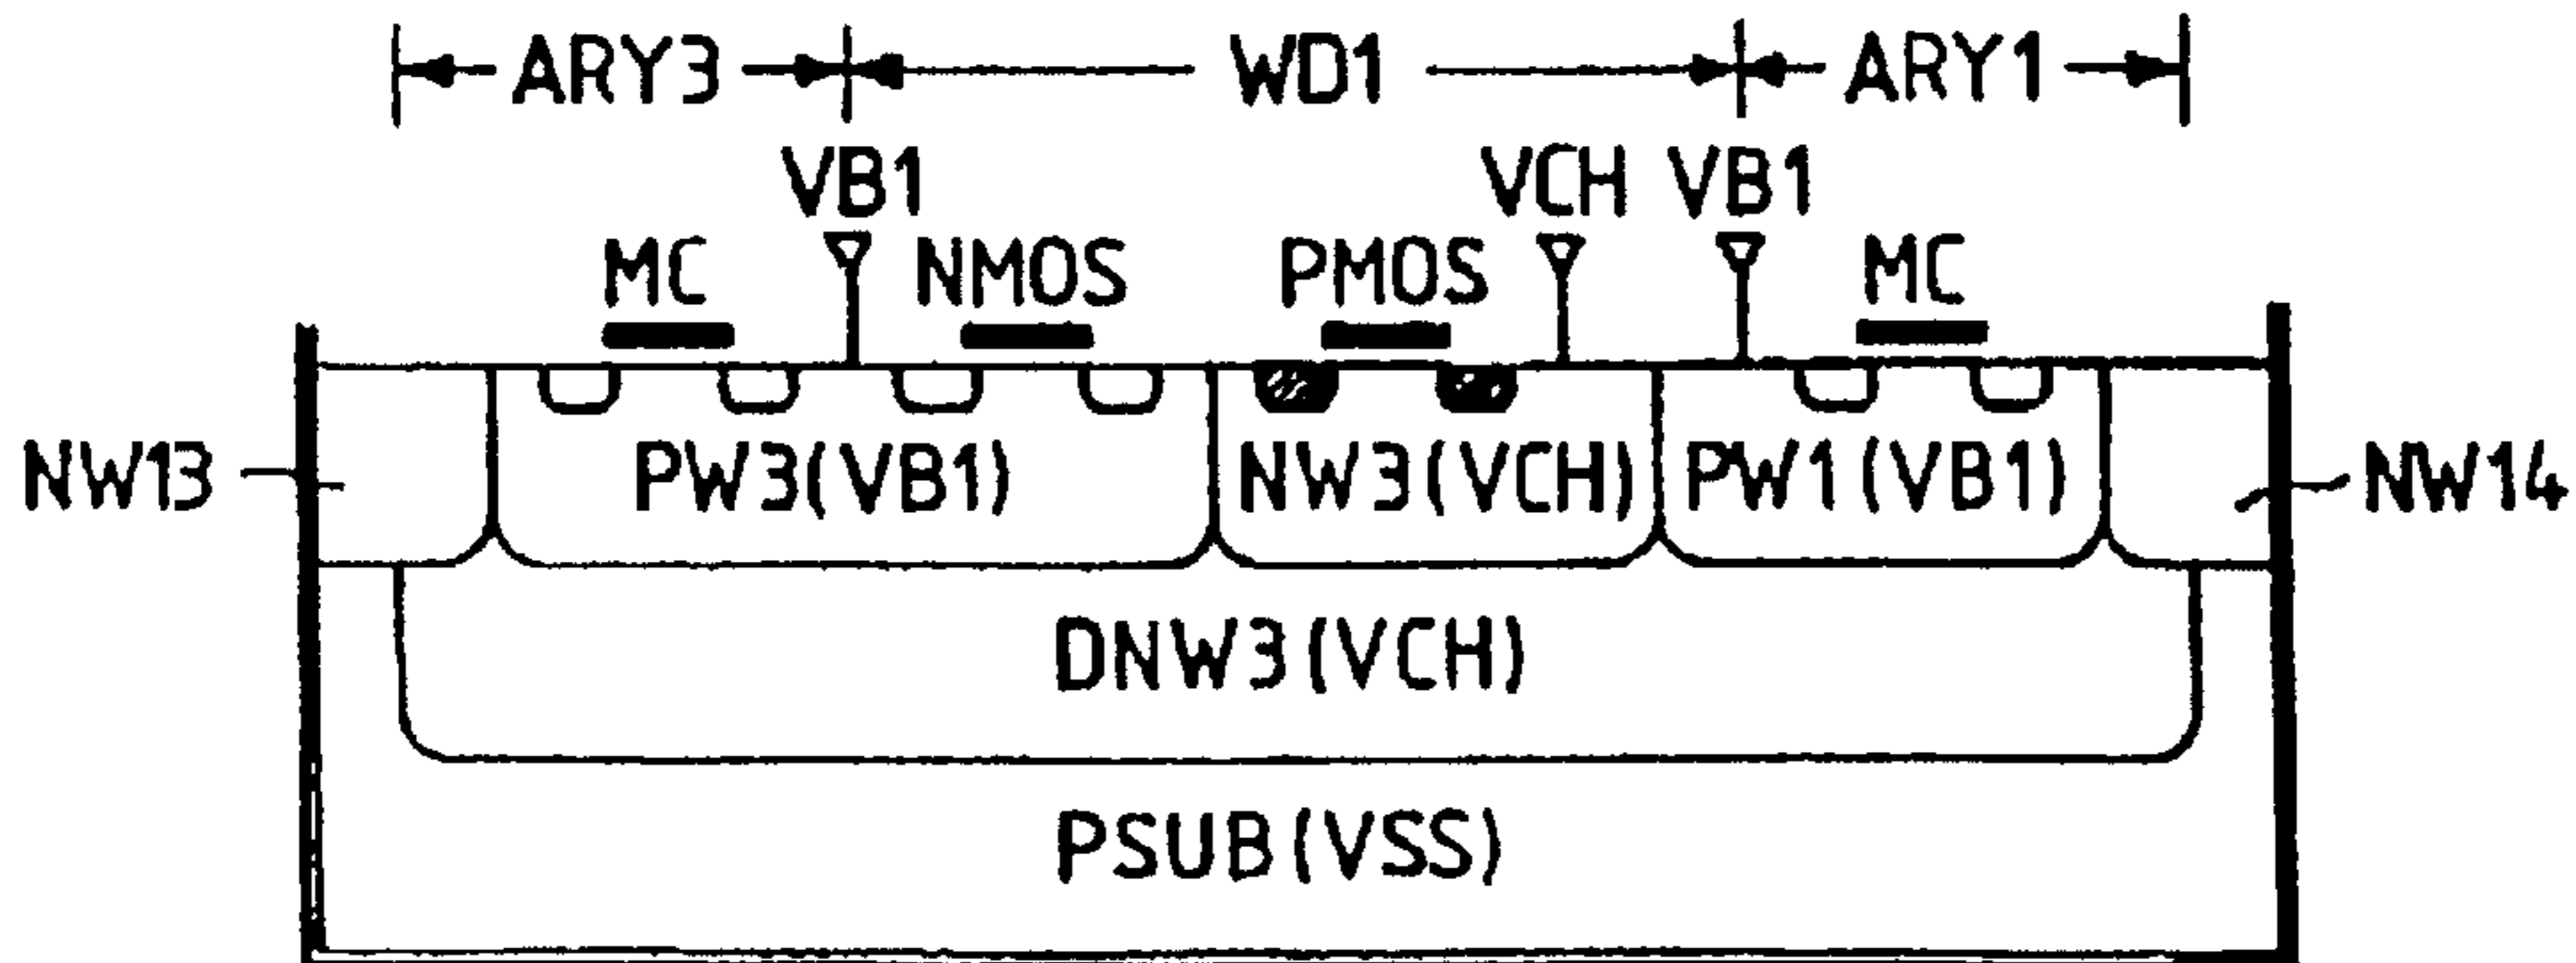 ARY3 WD1 ARY1
VB1 VCH VB1
MC NMOS PMOS MC
NW13 PW3(VB1) NW3(VCH) PW1(VB1) NW14
DNW3(VCH)
PSUB(VSS)